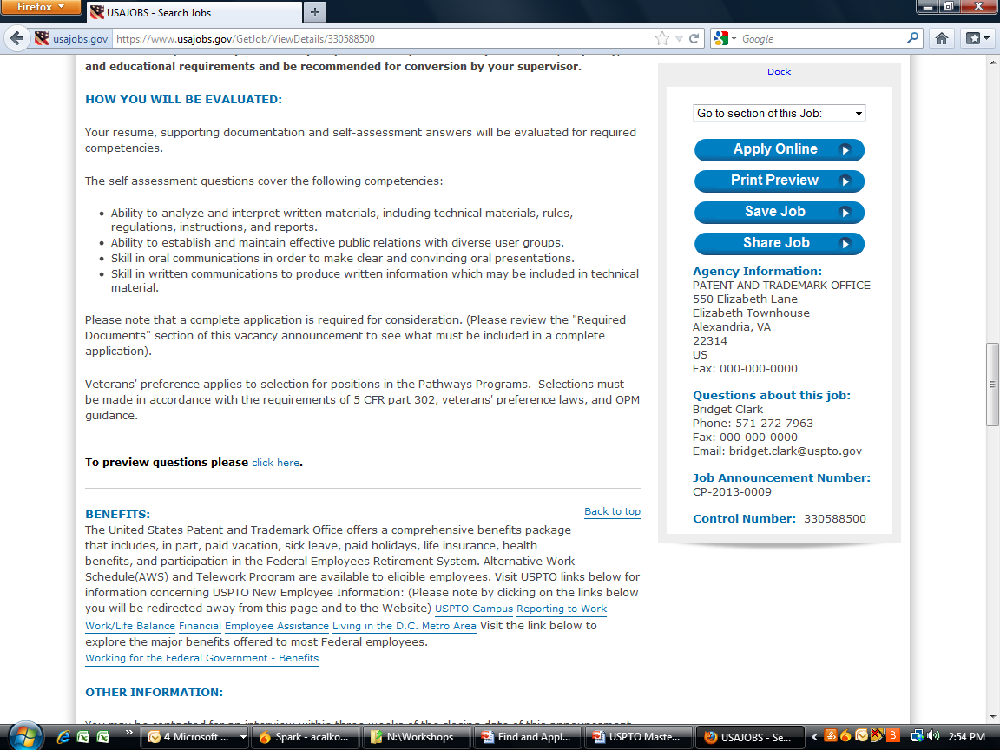 Firefox
USAJOBS - Search Jobs
usajobs.gov
https://www.usajobs.gov/GetJob/ViewDetails/330588500
Google
and educational requirements and be recommended for conversion by your supervisor.
HOW YOU WILL BE EVALUATED:
Your resume, supporting documentation and self-assessment answers will be evaluated for required
competencies.
The self assessment questions cover the following competencies:
Ability to analyze and interpret written materials, including technical materials, rules,
regulations, instructions, and reports.
Ability to establish and maintain effective public relations with diverse user groups.
Skill in oral communications in order to make clear and convincing oral presentations.
Skill in written communications to produce written information which may be included in technical
material.
Please note that a complete application is required for consideration. (Please review the "Required
Documents" section of this vacancy announcement to see what must be included in a complete
application).
Veterans' preference applies to selection for positions in the Pathways Programs. Selections must
be made in accordance with the requirements of 5 CFR part 302, veterans' preference laws, and OPM
guidance.
To preview questions please click here.
Back to top
BENEFITS:
The United States Patent and Trademark Office offers a comprehensive benefits package
that includes, in part, paid vacation, sick leave, paid holidays, life insurance, health
benefits, and participation in the Federal Employees Retirement System. Alternative Work
Schedule(AWS) and Telework Program are available to eligible employees. Visit USPTO links below for
information concerning USPTO New Employee Information: (Please note by clicking on the links below
you will be redirected away from this page and to the Website) USPTO Campus Reporting to Work
Work/Life Balance Financial Employee Assistance Living in the D.C. Metro Area Visit the link below to
explore the major benefits offered to most Federal employees.
Working for the Federal Government - Benefits
OTHER INFORMATION:
You may be contacted for an interview within three weeks of the closing date of this announcement
Dock
Go to section of this Job:
Apply Online
Print Preview
Save Job
Share Job
Agency Information:
PATENT AND TRADEMARK OFFICE
550 Elizabeth Lane
Elizabeth Townhouse
Alexandria, VA
22314
US
Fax: 000-000-0000
Questions about this job:
Bridget Clark
Phone: 571-272-7963
Fax: 000-000-0000
Email: bridget.clark@uspto.gov
Job Announcement Number:
CP-2013-0009
Control Number: 330588500
4 Microsoft ...
Spark - acalko...
N:\Workshops
Find and Appl...
USPTO Maste...
USAJOBS - Se...
2:54 PM